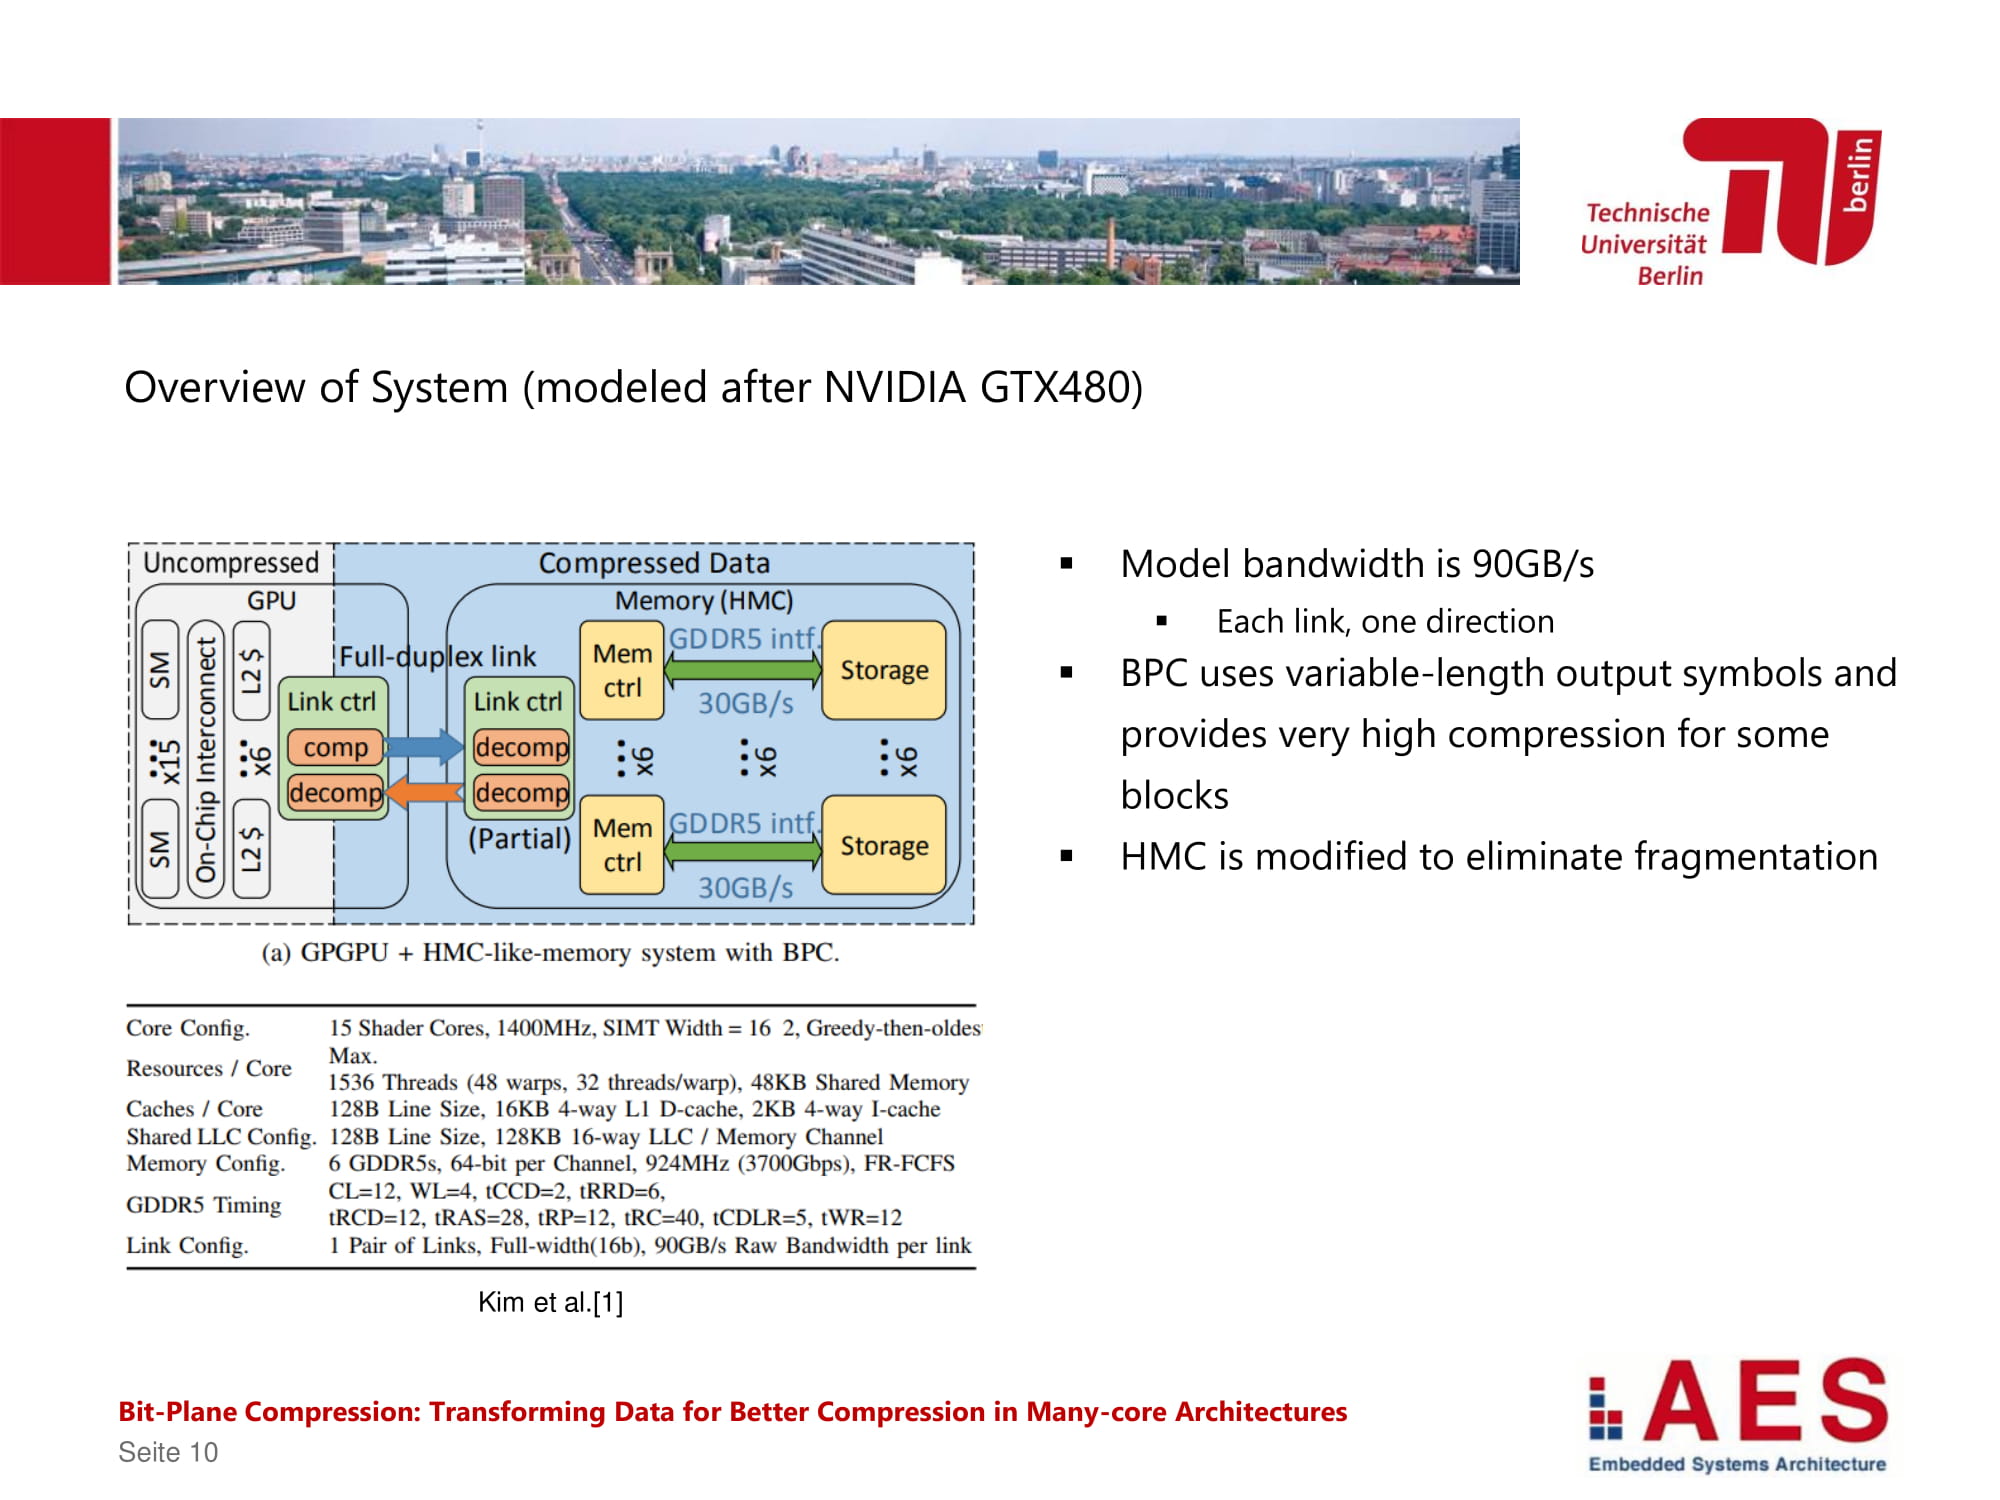 Technische
Universität
Berlin
berlin
Overview of System (modeled after NVIDIA GTX480)
Uncompressed
Compressed Data
GPU
Memory (HMC)
SM
x15
SM
On-Chip Interconnect
L2 $
x6
L2 $
Full-duplex link
Link ctrl
comp
decomp
Link ctrl
decomp
decomp
(Partial)
Mem
ctrl
GDDR5 intf.
30GB/s
Storage
x6
x6
x6
Mem
ctrl
GDDR5 intf.
30GB/s
Storage
(a) GPGPU + HMC-like-memory system with BPC.
Core Config. 15 Shader Cores, 1400MHz, SIMT Width = 16 2, Greedy-then-oldes
Resources / Core Max.
1536 Threads (48 warps, 32 threads/warp), 48KB Shared Memory
Caches / Core 128B Line Size, 16KB 4-way L1 D-cache, 2KB 4-way I-cache
Shared LLC Config. 128B Line Size, 128KB 16-way LLC / Memory Channel
Memory Config. 6 GDDR5s, 64-bit per Channel, 924MHz (3700Gbps), FR-FCFS
GDDR5 Timing CL=12, WL=4, tCCD=2, tRRD=6,
tRCD=12, tRAS=28, tRP=12, tRC=40, tCDLR=5, tWR=12
Link Config. 1 Pair of Links, Full-width(16b), 90GB/s Raw Bandwidth per link
Kim et al.[1]
▪ Model bandwidth is 90GB/s
▪ Each link, one direction
▪ BPC uses variable-length output symbols and
provides very high compression for some
blocks
▪ HMC is modified to eliminate fragmentation
Bit-Plane Compression: Transforming Data for Better Compression in Many-core Architectures
Seite 10
AES
Embedded Systems Architecture